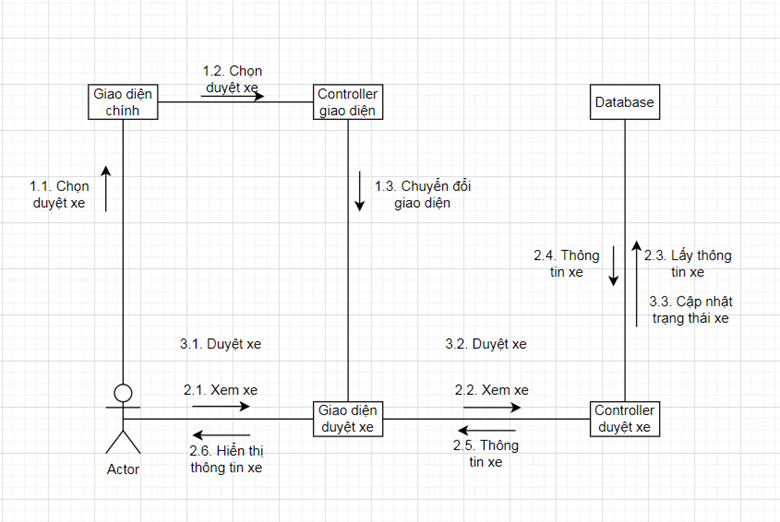 1.2. Chọn
duyệt xe
Giao diện
chính
Controller
giao diện
Database
1.1. Chọn
duyệt xe
1.3. Chuyển đổi
giao diện
2.4. Thông
tin xe
2.3. Lấy thông
tin xe
3.3. Cập nhật
trạng thái xe
3.1. Duyệt xe
3.2. Duyệt xe
2.1. Xem xe
2.2. Xem xe
Giao diện
duyệt xe
Controller
duyệt xe
2.6. Hiển thị
thông tin xe
2.5. Thông
tin xe
Actor